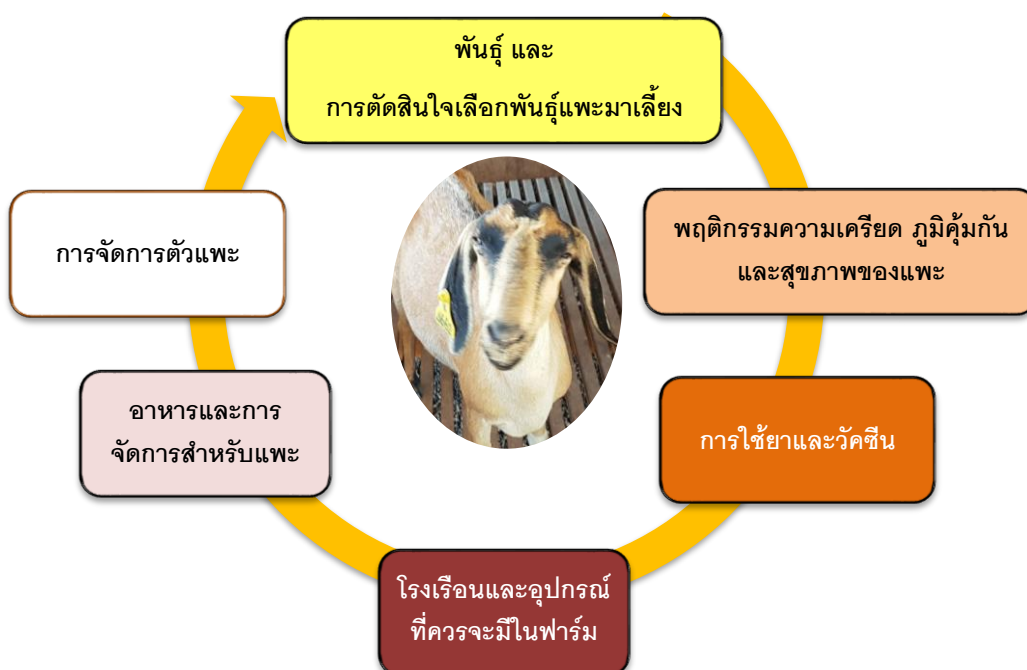 พันธุ์ และ
การตัดสินใจเลือกพันธุ์แพะมาเลี้ยง
พฤติกรรมความเครียด ภูมิคุ้มกัน
และสุขภาพของแพะ
การใช้ยาและวัคซีน
โรงเรือนและอุปกรณ์
ที่ควรจะมีในฟาร์ม
อาหารและการ
จัดการสำหรับแพะ
การจัดการตัวแพะ